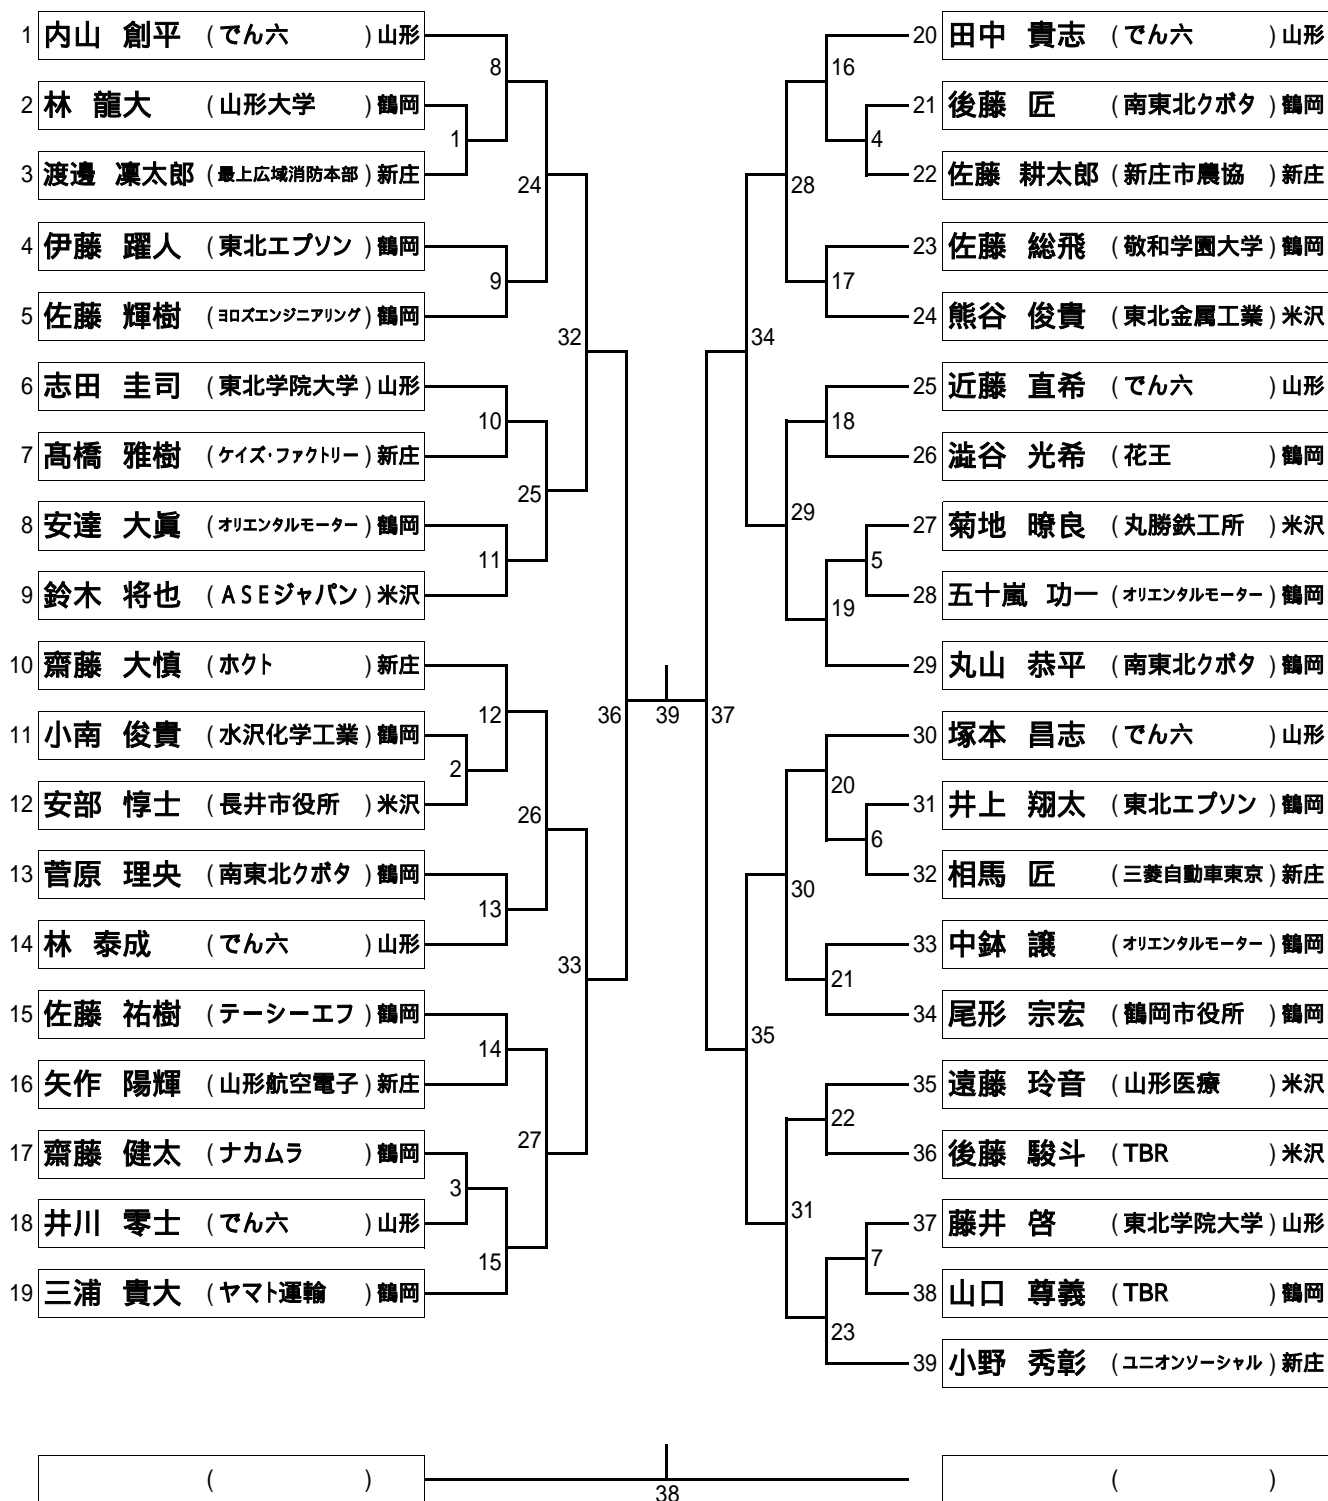 1 内山 創平 (でん六 )山形
2 林 龍大 (山形大学 )鶴岡
3 渡邊 凜太郎 (最上広域消防本部)新庄
4 伊藤 躍人 (東北エプソン )鶴岡
5 佐藤 輝樹 (ヨロズエンジニアリング)鶴岡
6 志田 圭司 (東北学院大学)山形
7 髙橋 雅樹 (ケイズ・ファクトリー)新庄
8 安達 大眞 (オリエンタルモーター)鶴岡
9 鈴木 将也 (ASEジャパン)米沢
10 齋藤 大慎 (ホクト )新庄
11 小南 俊貴 (水沢化学工業)鶴岡
12 安部 惇士 (長井市役所 )米沢
13 菅原 理央 (南東北クボタ )鶴岡
14 林 泰成 (でん六 )山形
15 佐藤 祐樹 (テーシーエフ )鶴岡
16 矢作 陽輝 (山形航空電子)新庄
17 齋藤 健太 (ナカムラ )鶴岡
18 井川 零士 (でん六 )山形
19 三浦 貴大 (ヤマト運輸 )鶴岡
8
1
24
9
32
10
25
11
12
2
26
13
33
14
27
3
15
36
39
37
16
4
28
17
34
18
29
5
19
20
6
30
21
35
22
31
7
23
20 田中 貴志 (でん六 )山形
21 後藤 匠 (南東北クボタ)鶴岡
22 佐藤 耕太郎 (新庄市農協 )新庄
23 佐藤 総飛 (敬和学園大学)鶴岡
24 熊谷 俊貴 (東北金属工業)米沢
25 近藤 直希 (でん六 )山形
26 澁谷 光希 (花王 )鶴岡
27 菊地 暸良 (丸勝鉄工所 )米沢
28 五十嵐 功一 (オリエンタルモーター)鶴岡
29 丸山 恭平 (南東北クボタ)鶴岡
30 塚本 昌志 (でん六 )山形
31 井上 翔太 (東北エプソン)鶴岡
32 相馬 匠 (三菱自動車東京)新庄
33 中鉢 譲 (オリエンタルモーター)鶴岡
34 尾形 宗宏 (鶴岡市役所 )鶴岡
35 遠藤 玲音 (山形医療 )米沢
36 後藤 駿斗 (TBR )米沢
37 藤井 啓 (東北学院大学)山形
38 山口 尊義 (TBR )鶴岡
39 小野 秀彰 (ユニオンソーシャル)新庄
( ) 38 ( )